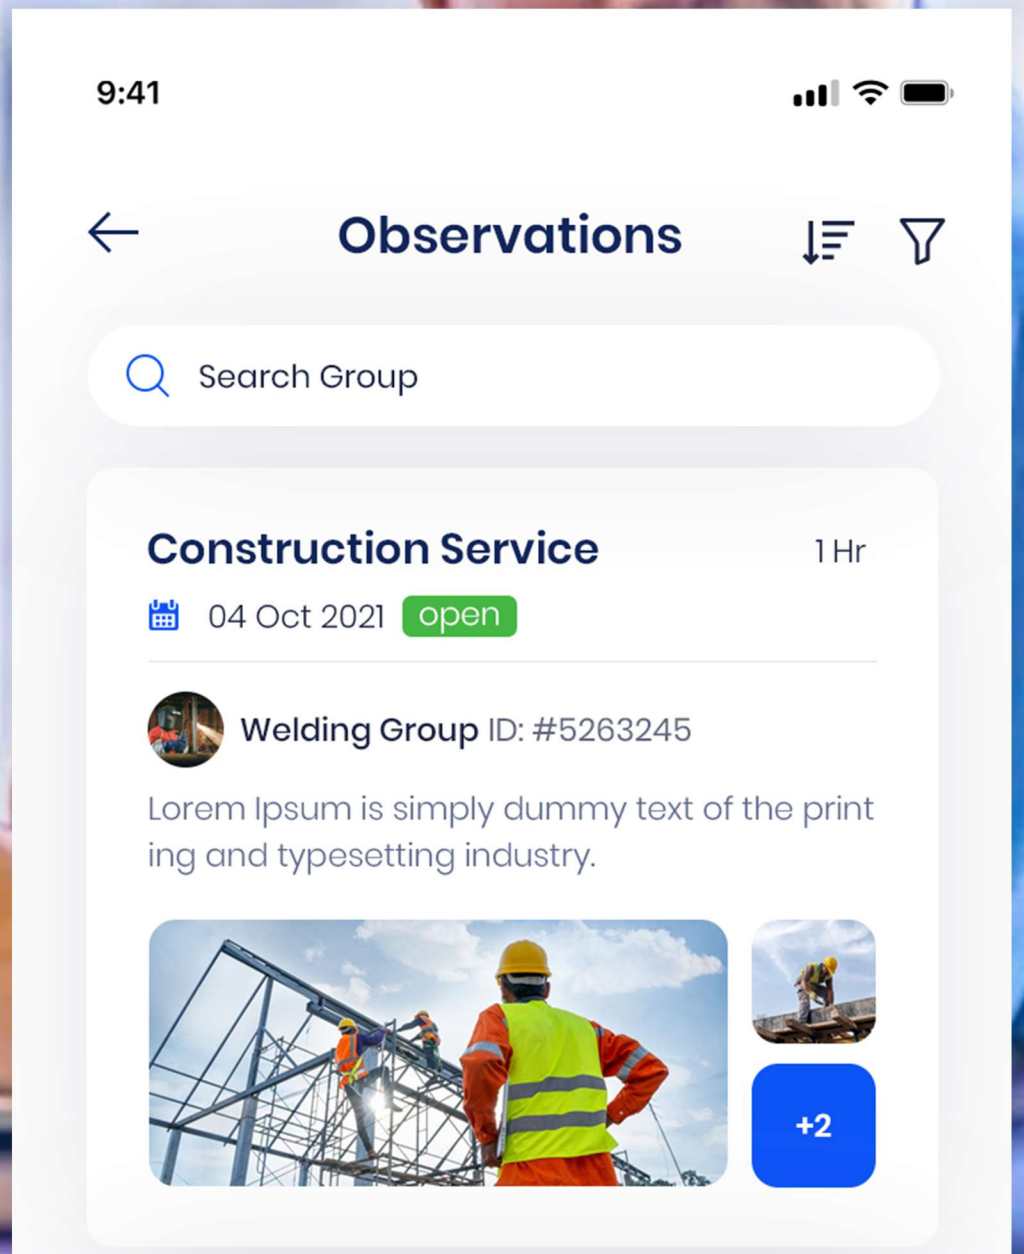 9:41
Observations
Search Group
Construction Service
1 Hr
04 Oct 2021 open
Welding Group ID: #5263245
Lorem Ipsum is simply dummy text of the print
ing and typesetting industry.
+2